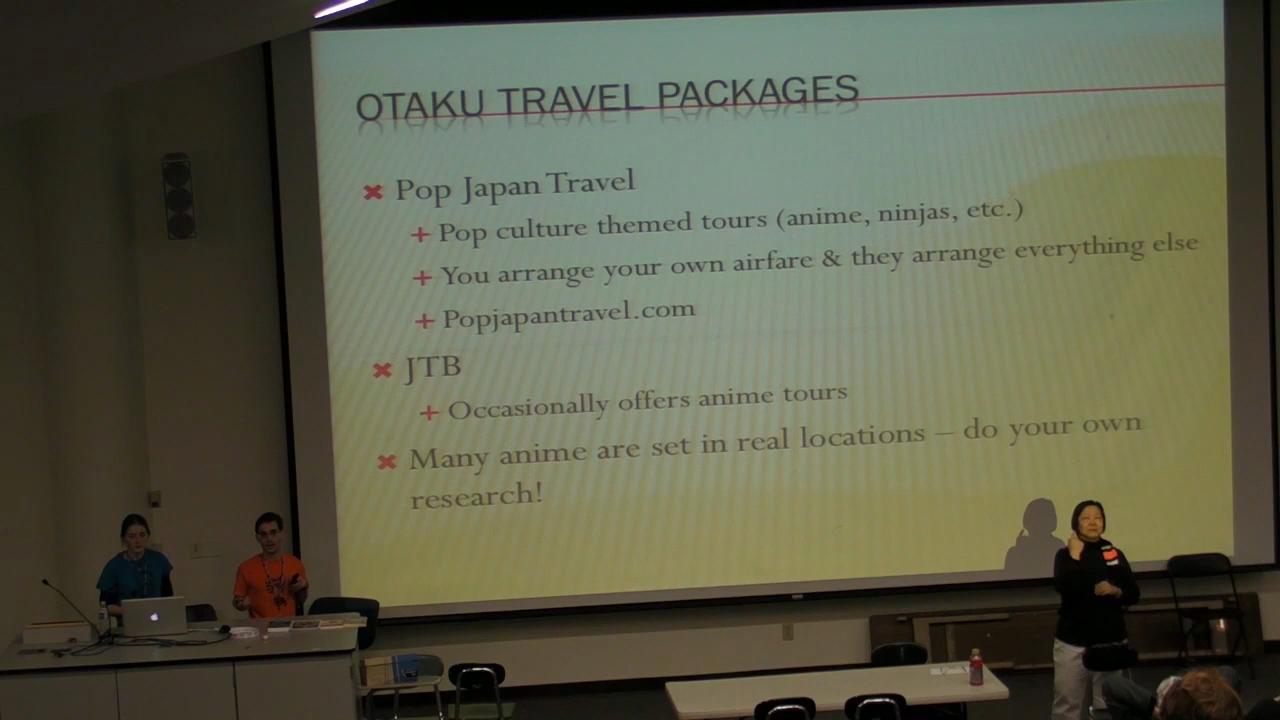 OTAKU TRAVEL PACKAGES
Pop Japan Travel
Pop culture themed tours (anime, ninjas, etc.)
You arrange your own airfare & they arrange everything else
Popjapantravel.com
JTB
Occasionally offers anime tours
Many anime are set in real locations – do your own
research!